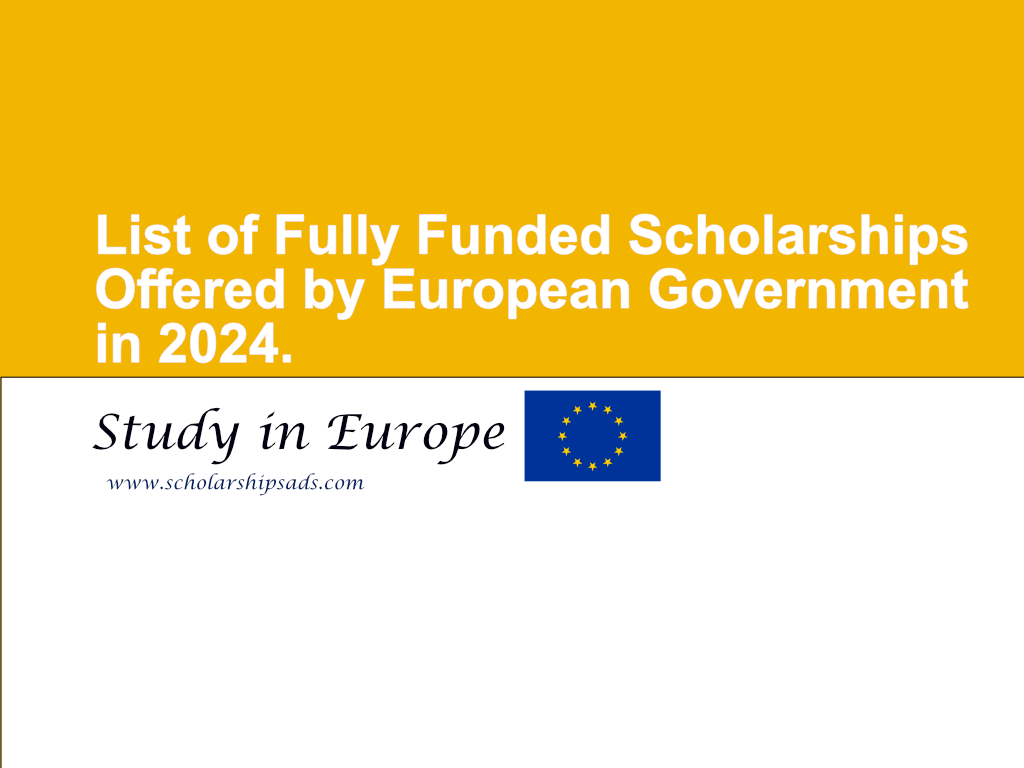 List of Fully Funded Scholarships
Offered by European Government
in 2024.
Study in Europe
www.scholarshipsads.com